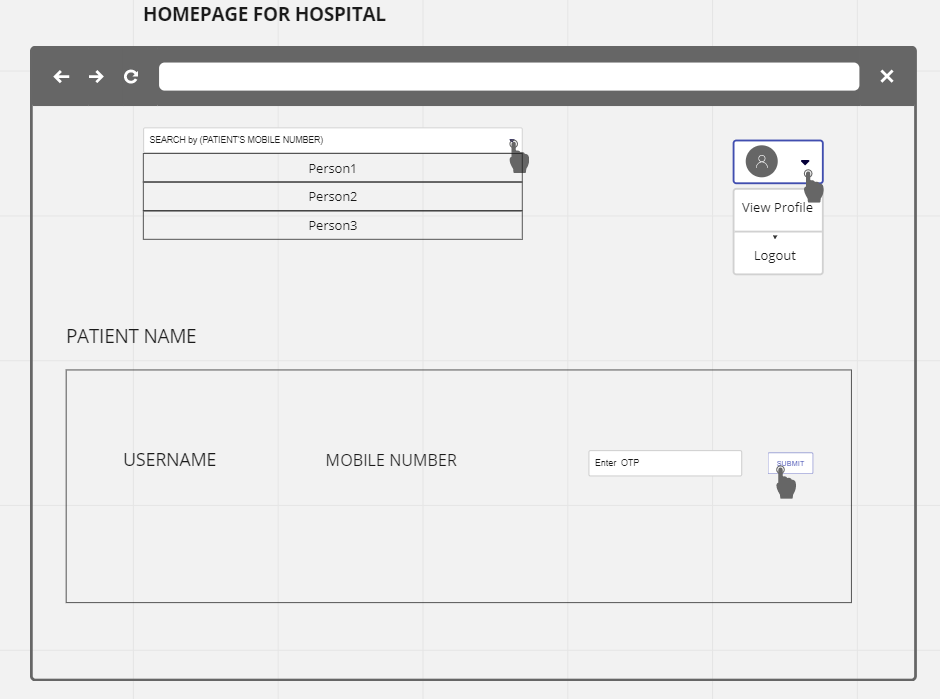 HOMEPAGE FOR HOSPITAL
SEARCH by (PATIENT'S MOBILE NUMBER)
Person1
Person2
Person3
View Profile
Logout
PATIENT NAME
USERNAME
MOBILE NUMBER
Enter OTP
SUBMIT